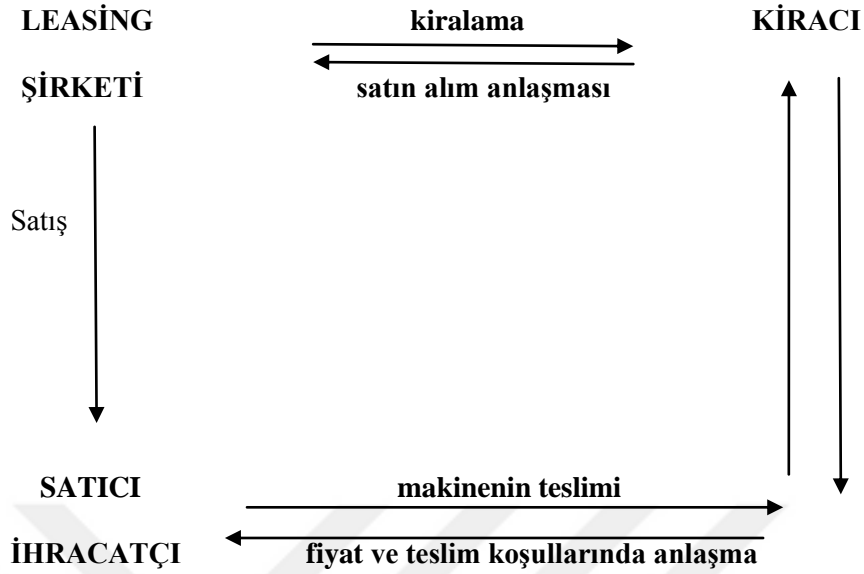 LEASİNG kiralama KİRACI
ŞİRKETİ satın alım anlaşması
Satış
SATICI makinenin teslimi
İHRACATÇI fiyat ve teslim koşullarında anlaşma